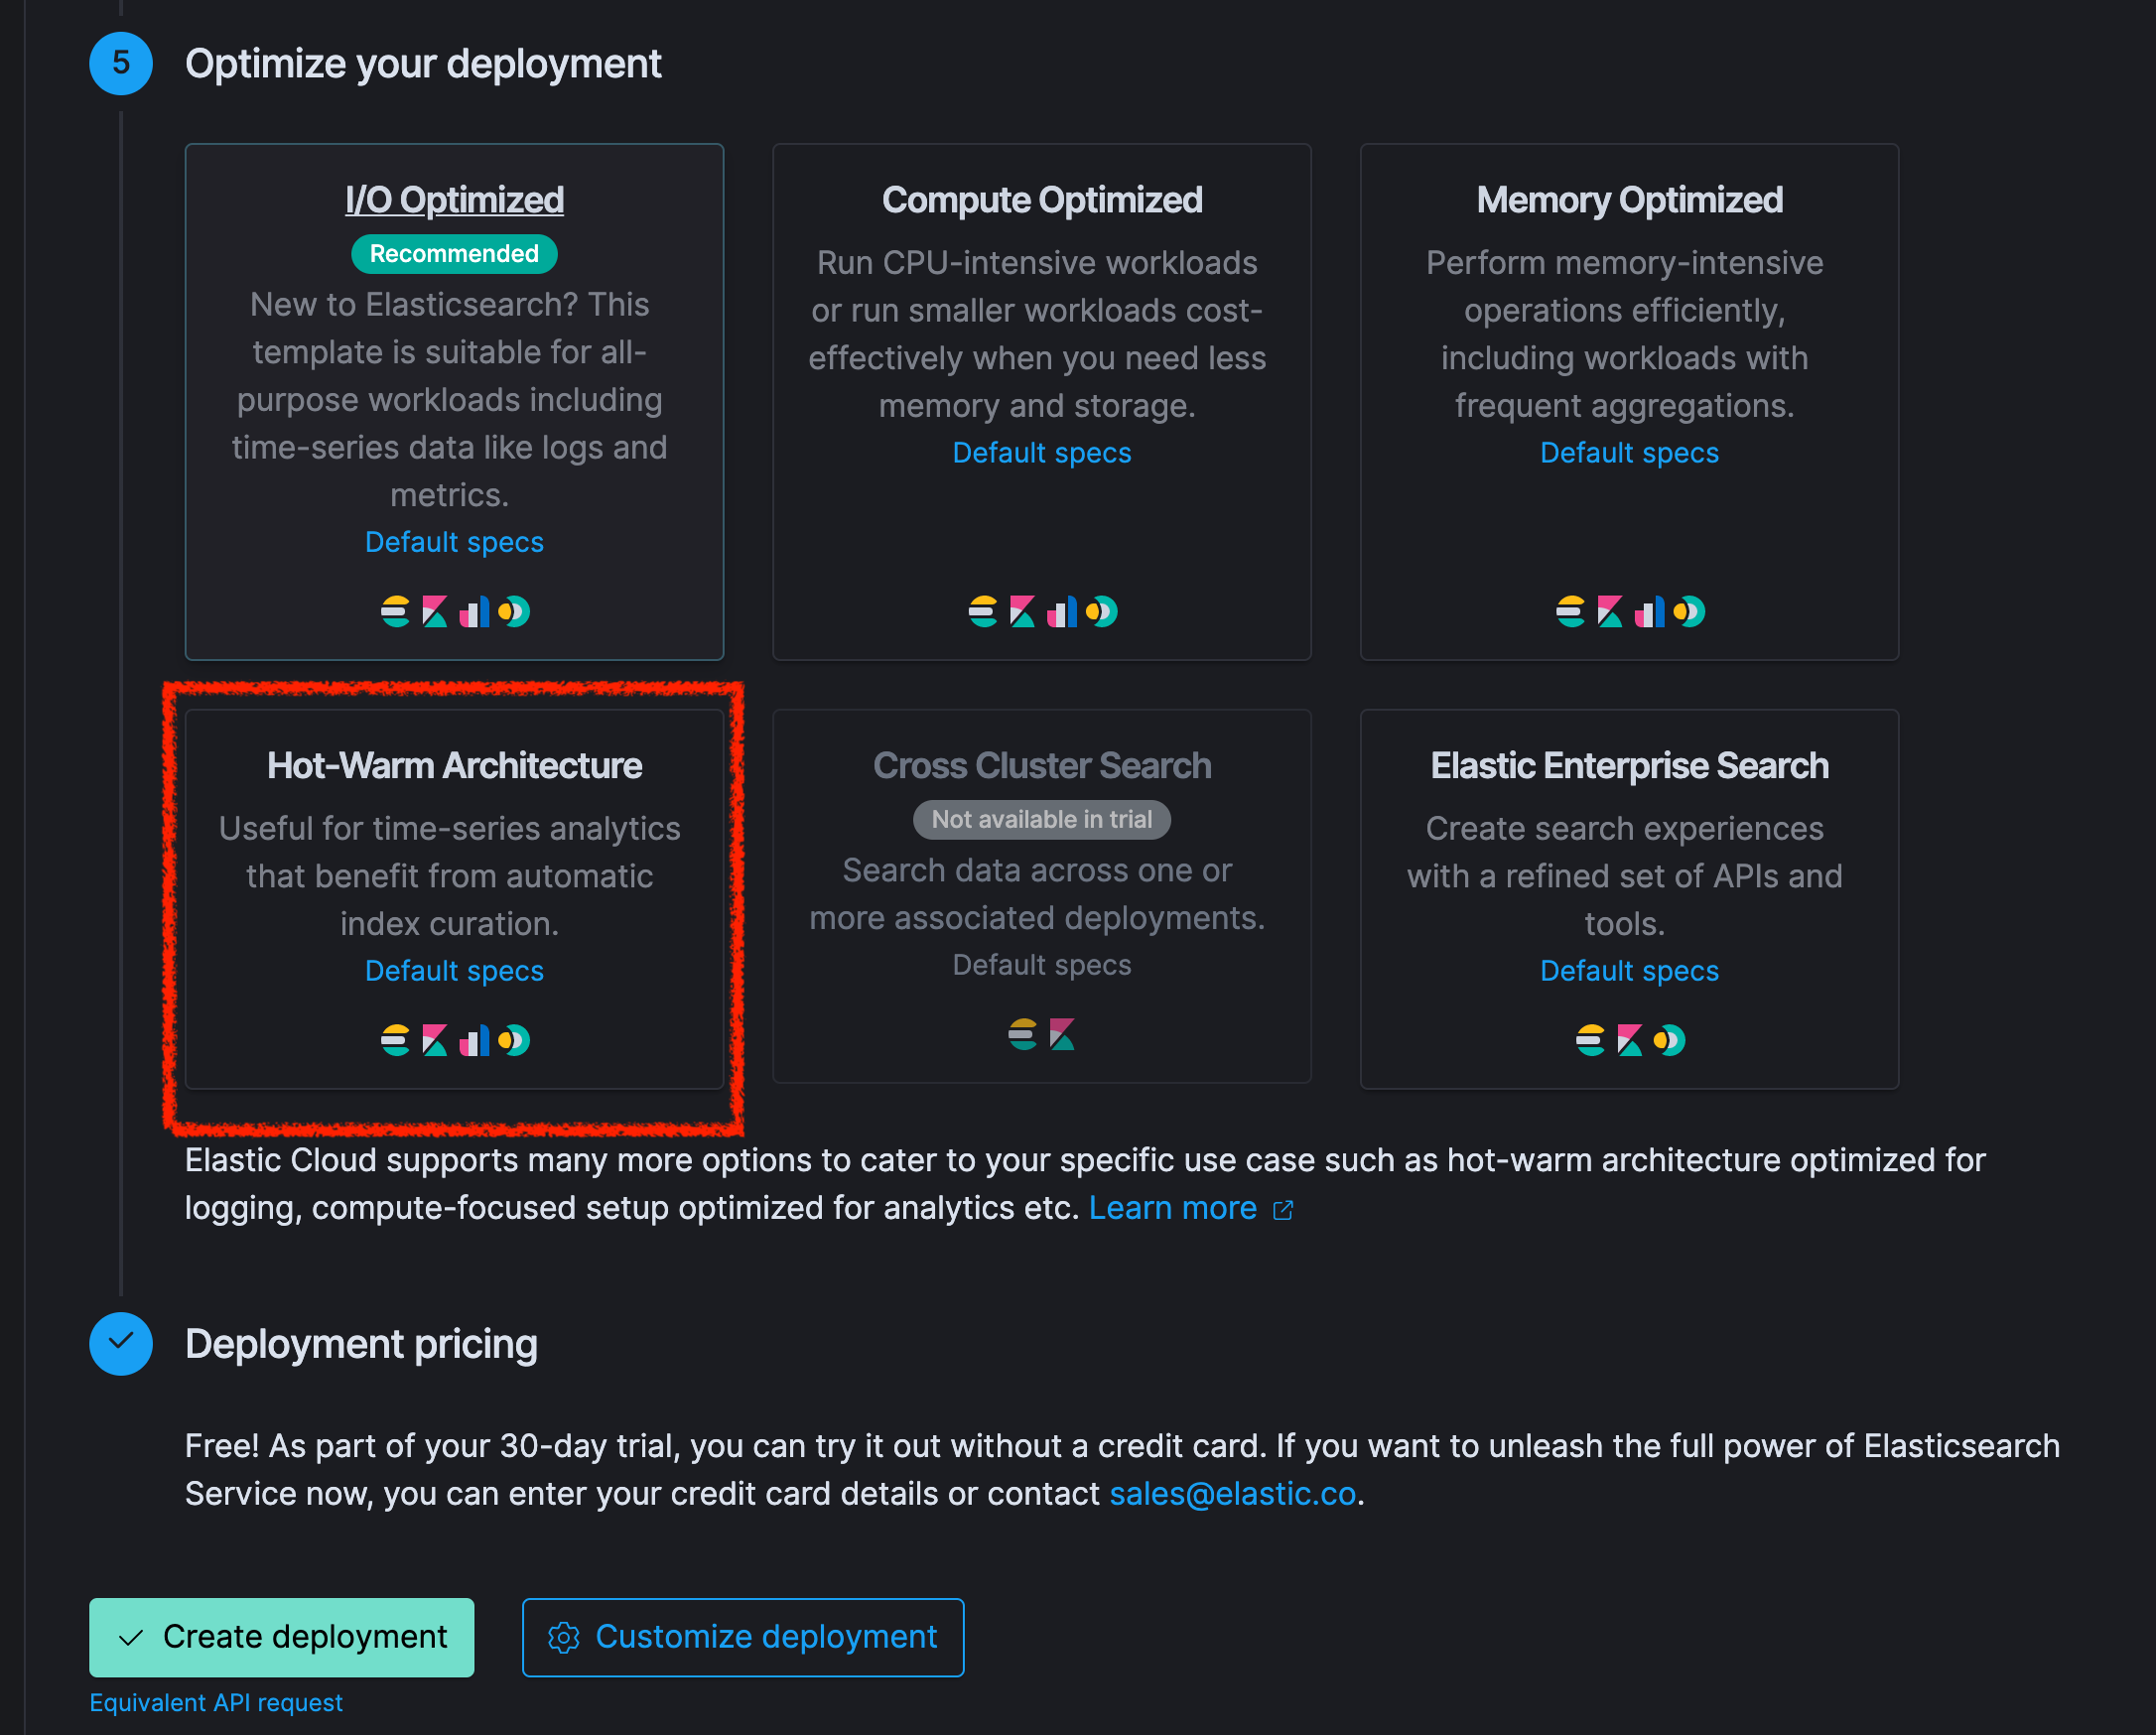 5
Optimize your deployment
I/O Optimized
Recommended
New to Elasticsearch? This
template is suitable for all-
purpose workloads including
time-series data like logs and
metrics.
Default specs
Compute Optimized
Run CPU-intensive workloads
or run smaller workloads cost-
effectively when you need less
memory and storage.
Default specs
Memory Optimized
Perform memory-intensive
operations efficiently,
including workloads with
frequent aggregations.
Default specs
Hot-Warm Architecture
Useful for time-series analytics
that benefit from automatic
index curation.
Default specs
Cross Cluster Search
Not available in trial
Search data across one or
more associated deployments.
Default specs
Elastic Enterprise Search
Create search experiences
with a refined set of APIs and
tools.
Default specs
Elastic Cloud supports many more options to cater to your specific use case such as hot-warm architecture optimized for
logging, compute-focused setup optimized for analytics etc. Learn more
Deployment pricing
Free! As part of your 30-day trial, you can try it out without a credit card. If you want to unleash the full power of Elasticsearch
Service now, you can enter your credit card details or contact sales@elastic.co.
Create deployment
Customize deployment
Equivalent API request